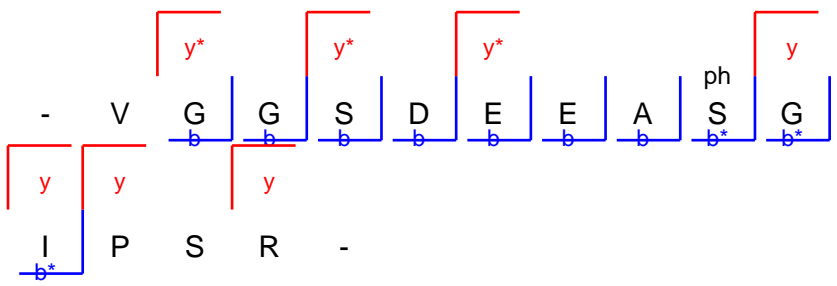 y* y* y* y
ph
- V G G S D E E A S G
b b b b b b b b* b*
y y y
I P S R -
b*